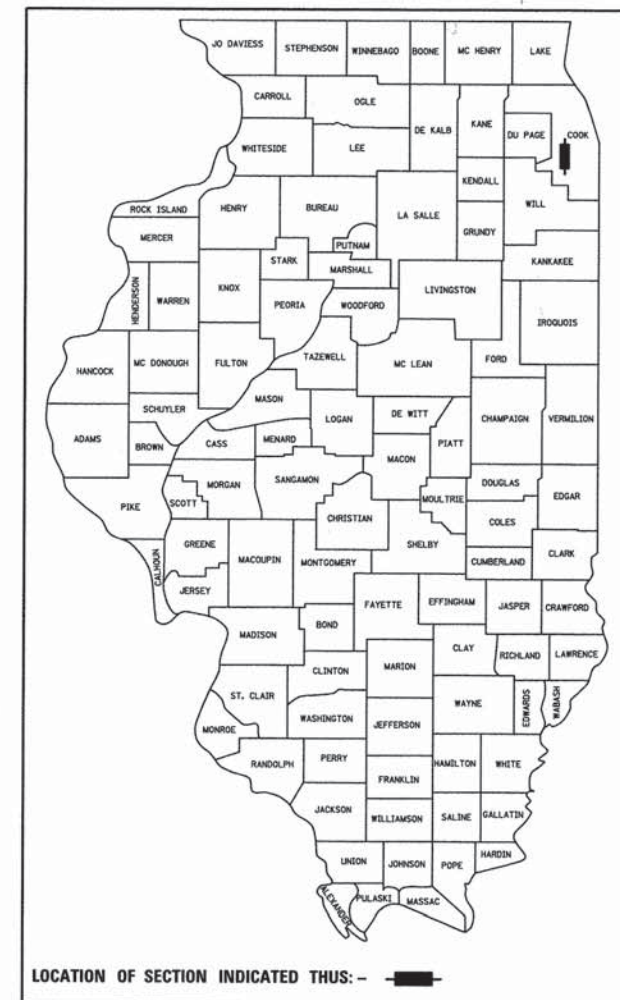 JO DAVIESS STEPHENSON WINNEBAGO BOONE MC HENRY LAKE
CARROLL OGLE DE KALB KANE DU PAGE COOK
WHITESIDE LEE
KENDALL
ROCK ISLAND HENRY BUREAU LA SALLE WILL
MERCER PUTNAM GRUNDY
STARK MARSHALL KANKAKEE
HENDERSON WARREN KNOX PEORIA WOODFORD LIVINGSTON
IROQUOIS
HANCOCK MC DONOUGH FULTON TAZEWELL MC LEAN FORD
SCHUYLER MASON LOGAN DE WITT CHAMPAIGN VERMILION
ADAMS BROWN CASS MENARD MACON PIATT
PIKE SCOTT MORGAN SANGAMON MOULTRIE DOUGLAS EDGAR
CHRISTIAN COLES
CALHOUN GREENE MACOUPIN MONTGOMERY SHELBY CUMBERLAND CLARK
JERSEY FAYETTE EFFINGHAM JASPER CRAWFORD
MADISON BOND
CLINTON MARION CLAY RICHLAND LAWRENCE
ST. CLAIR WAYNE EDWARDS WABASH
MONROE WASHINGTON JEFFERSON
RANDOLPH PERRY HAMILTON WHITE
FRANKLIN
JACKSON WILLIAMSON SALINE GALLATIN
UNION JOHNSON POPE HARDIN
ALEXANDER PULASKI MASSAC
LOCATION OF SECTION INDICATED THUS: -